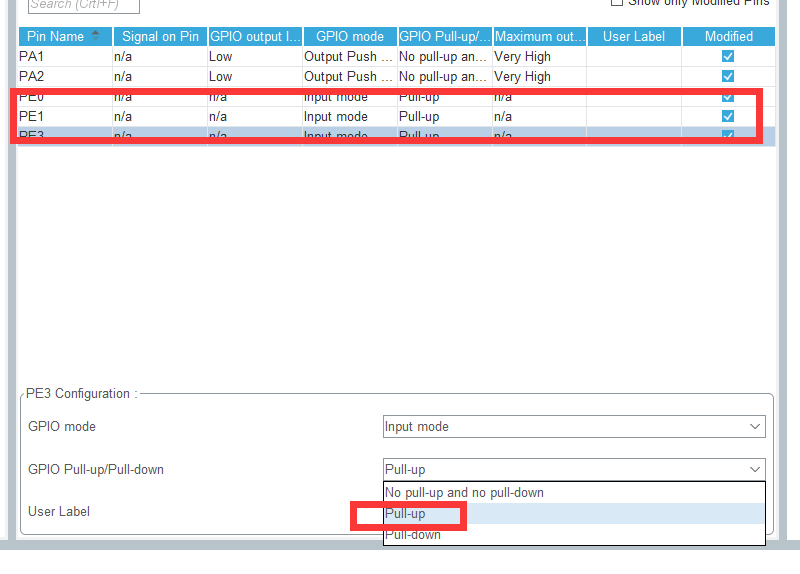 Search (CrtI+F)
Show only Modified Pins
Pin Name Signal on Pin GPIO output l... GPIO mode GPIO Pull-up/... Maximum out... User Label Modified
PA1 n/a Low Output Push ... No pull-up an... Very High
PA2 n/a Low Output Push ... No pull-up an... Very High
PE0 n/a n/a Input mode Pull-up n/a
PE1 n/a n/a Input mode Pull-up n/a
PE3 n/a n/a Input mode Pull-up n/a
PE3 Configuration :
GPIO mode Input mode
GPIO Pull-up/Pull-down Pull-up
No pull-up and no pull-down
User Label Pull-up
Pull-down